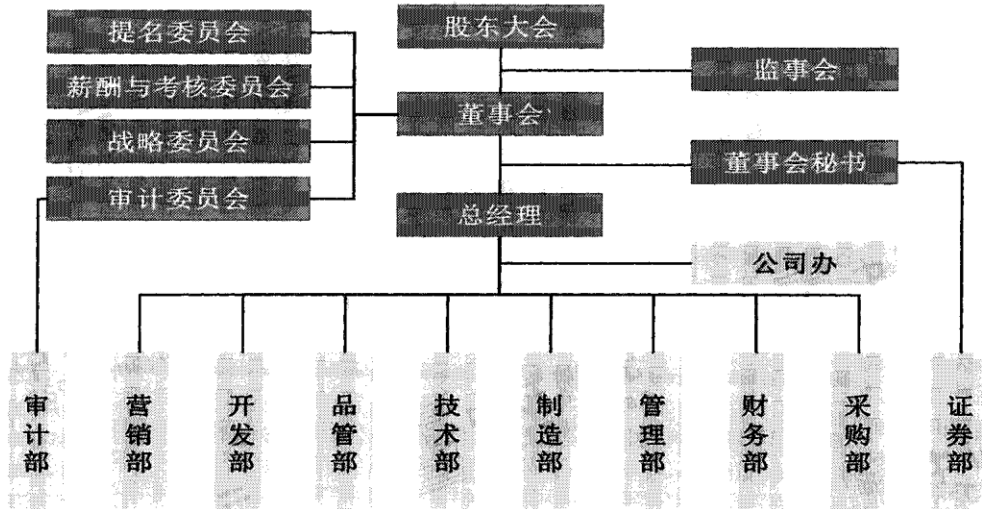 提名委员会
股东大会
薪酬与考核委员会
监事会
董事会
战略委员会
董事会秘书
审计委员会
总经理
公司办
审计部
营销部
开发部
品管部
技术部
制造部
管理部
财务部
采购部
证券部